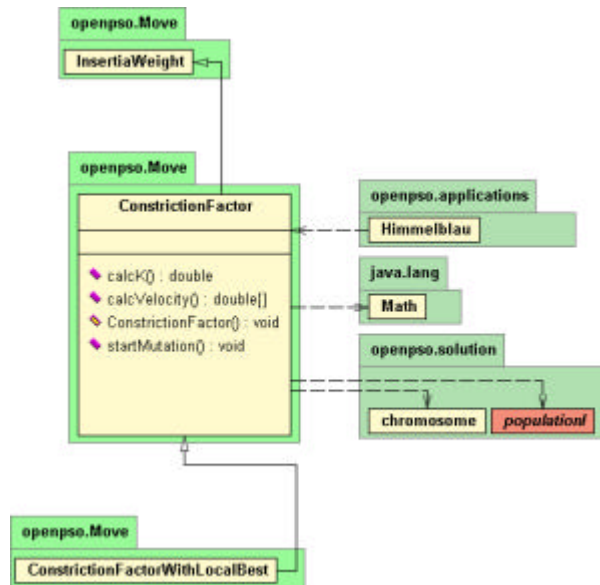 openpso.Move
InsertiaWeight
openpso.Move
ConstrictionFactor
calcK() : double
calcVelocity() : double[]
ConstrictionFactor() : void
startMutation() : void
openpso.applications
Himmelblau
java.lang
Math
openpso.solution
chromosome
populationI
openpso.Move
ConstrictionFactorWithLocalBest